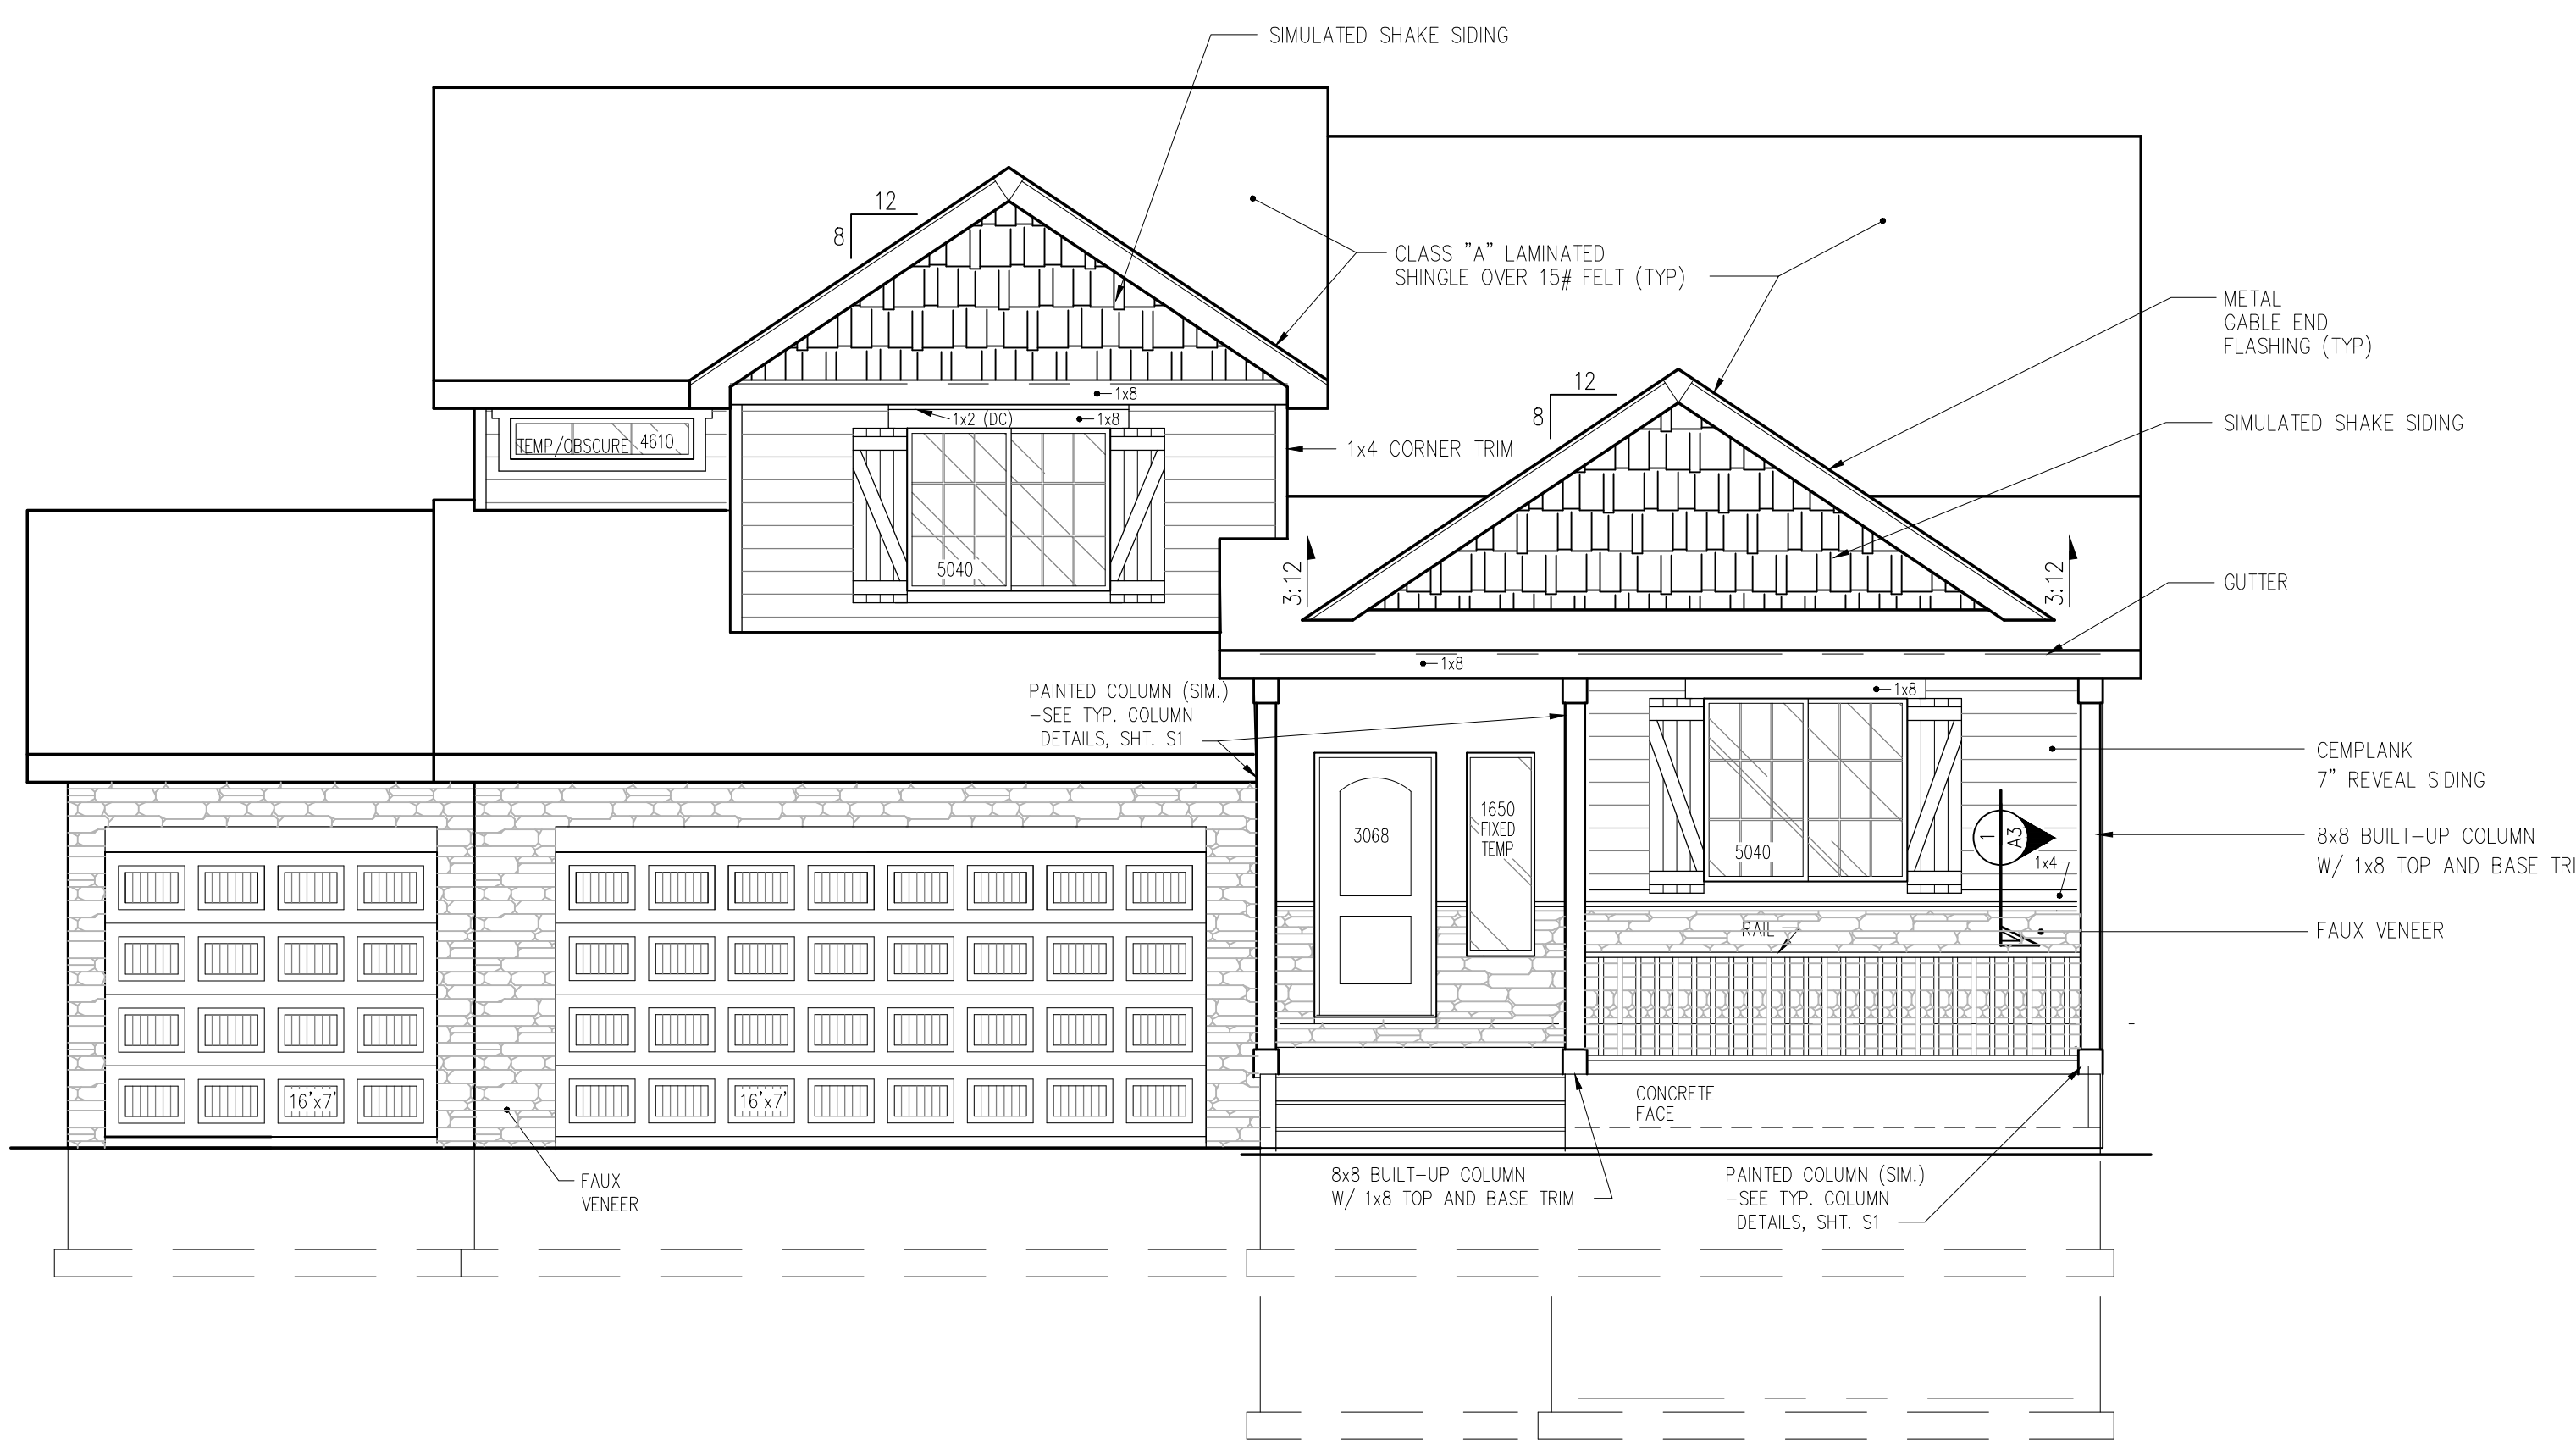 SIMULATED SHAKE SIDING
12
8
CLASS "A" LAMINATED
SHINGLE OVER 15# FELT (TYP)
METAL
GABLE END
FLASHING (TYP)
12
8
1x8
1x2 (DC)
1x8
TEMP/OBSCURE 4610
1x4 CORNER TRIM
SIMULATED SHAKE SIDING
5040
3:12
3:12
GUTTER
1x8
PAINTED COLUMN (SIM.)
-SEE TYP. COLUMN
DETAILS, SHT. S1
1x8
CEMPLANK
7" REVEAL SIDING
1650
FIXED
TEMP
3068
5040
1
A3
1x4
8x8 BUILT-UP COLUMN
W/ 1x8 TOP AND BASE TRI
RAIL
FAUX VENEER
16'x7'
16'x7'
CONCRETE
FACE
FAUX
VENEER
8x8 BUILT-UP COLUMN
W/ 1x8 TOP AND BASE TRIM
PAINTED COLUMN (SIM.)
-SEE TYP. COLUMN
DETAILS, SHT. S1